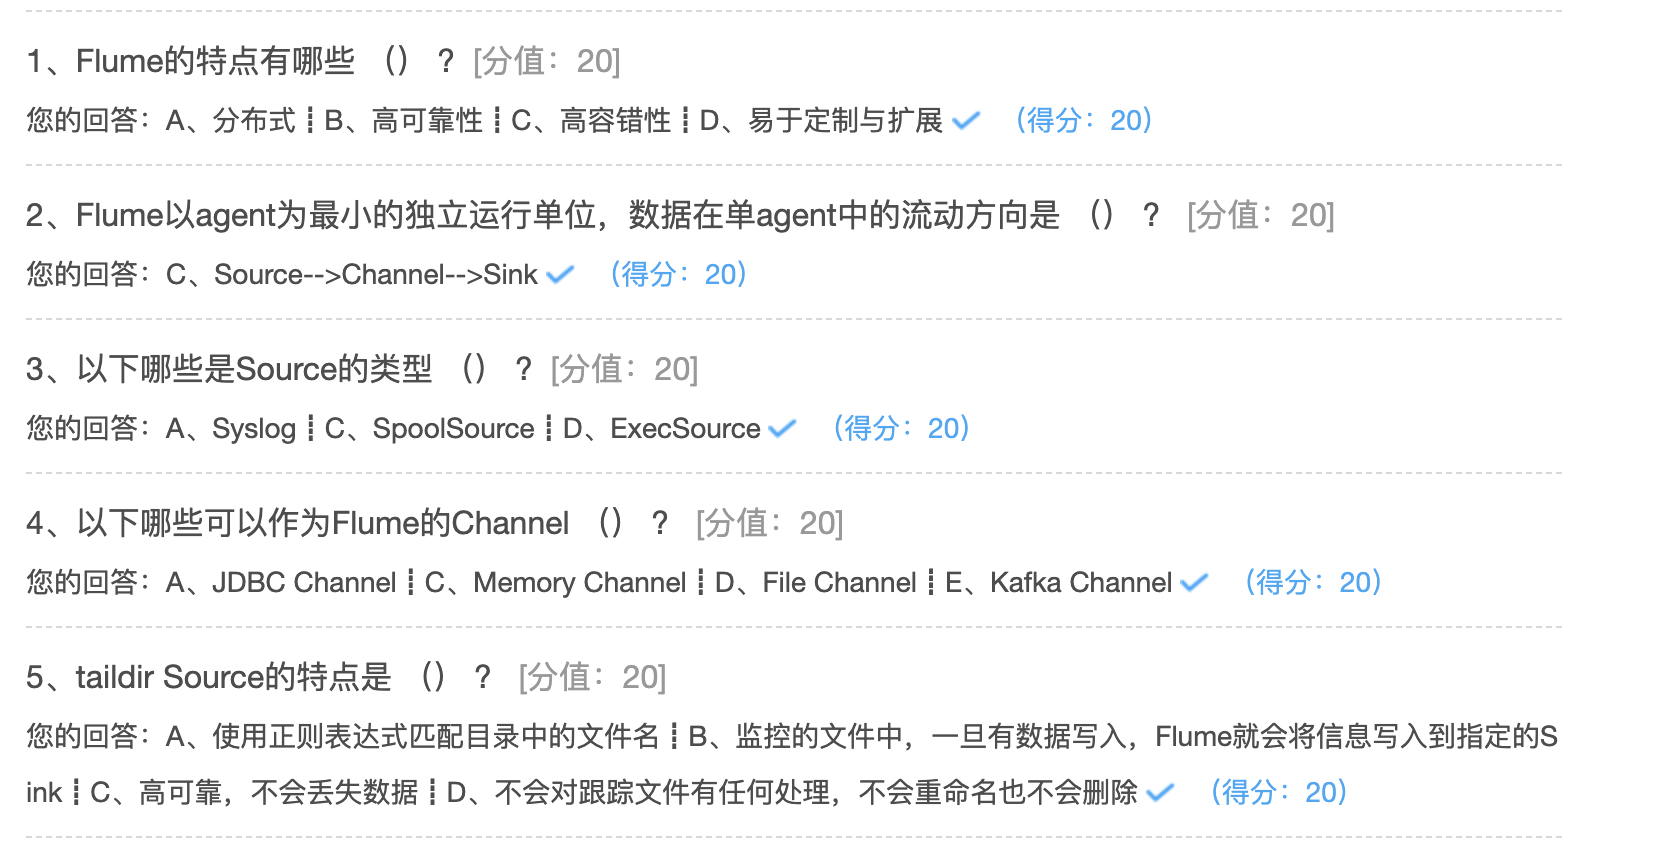 1、Flume的特点有哪些 （） ? [分值：20]
您的回答：A、分布式┋B、高可靠性┋C、高容错性┋D、易于定制与扩展 （得分：20）
2、Flume以agent为最小的独立运行单位，数据在单agent中的流动方向是 （） ? [分值：20]
您的回答：C、Source-->Channel-->Sink （得分：20）
3、以下哪些是Source的类型 （） ? [分值：20]
您的回答：A、Syslog┋C、SpoolSource┋D、ExecSource （得分：20）
4、以下哪些可以作为Flume的Channel （） ? [分值：20]
您的回答：A、JDBC Channel┋C、Memory Channel┋D、File Channel┋E、Kafka Channel （得分：20）
5、taildir Source的特点是 （） ? [分值：20]
您的回答：A、使用正则表达式匹配目录中的文件名┋B、监控的文件中，一旦有数据写入，Flume就会将信息写入到指定的S
ink┋C、高可靠，不会丢失数据┋D、不会对跟踪文件有任何处理，不会重命名也不会删除 （得分：20）